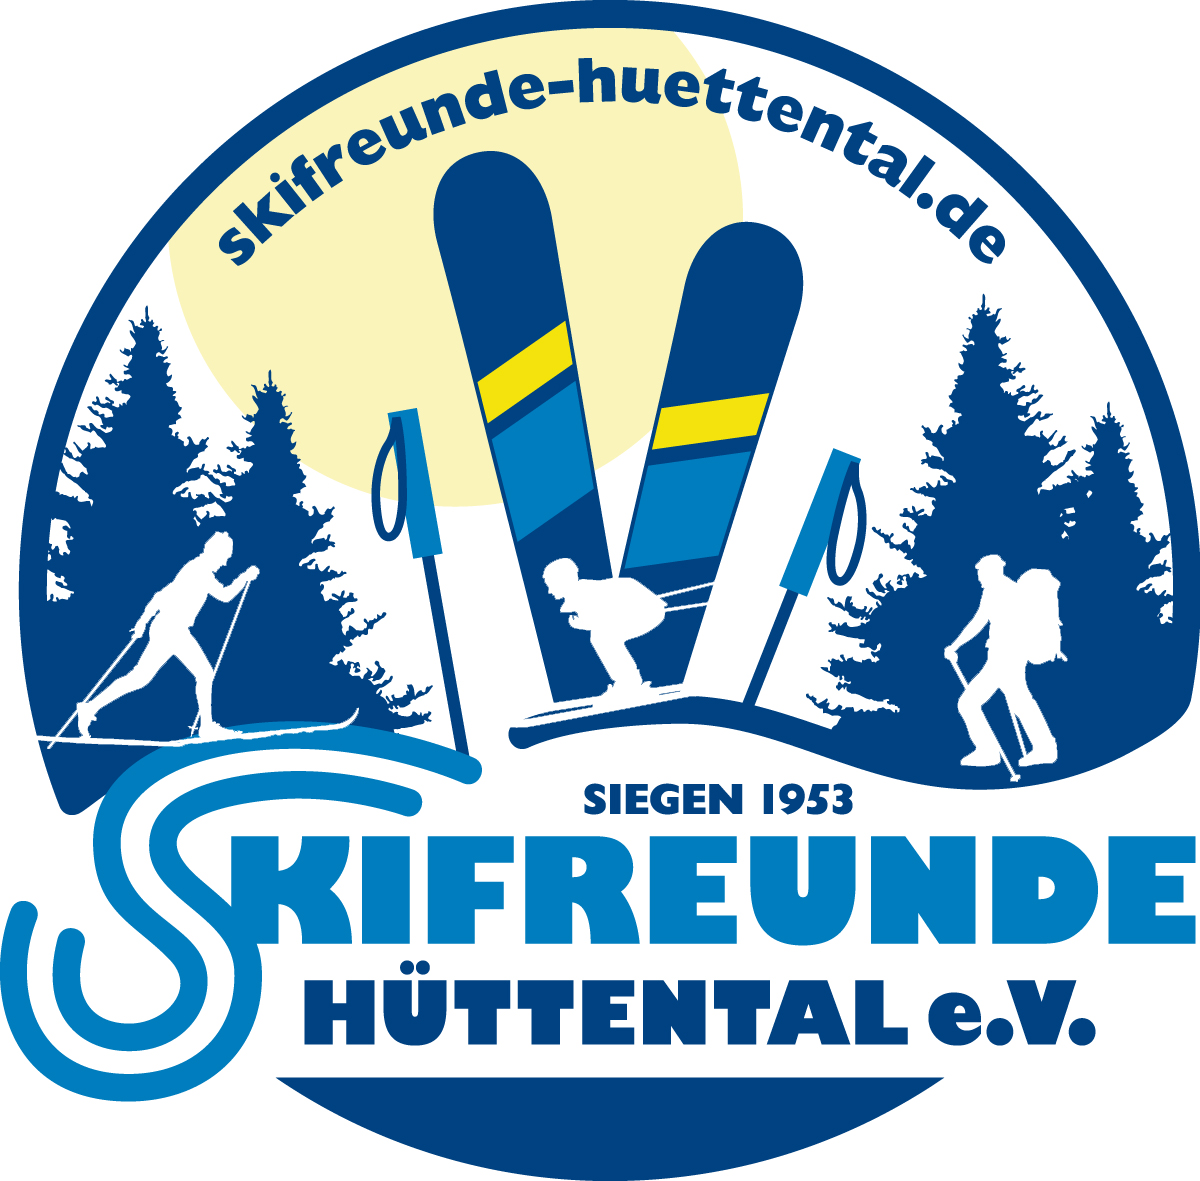 skifreunde-huettental.de
SIEGEN 1953
SKIFREUNDE
HÜTTENTAL e.V.